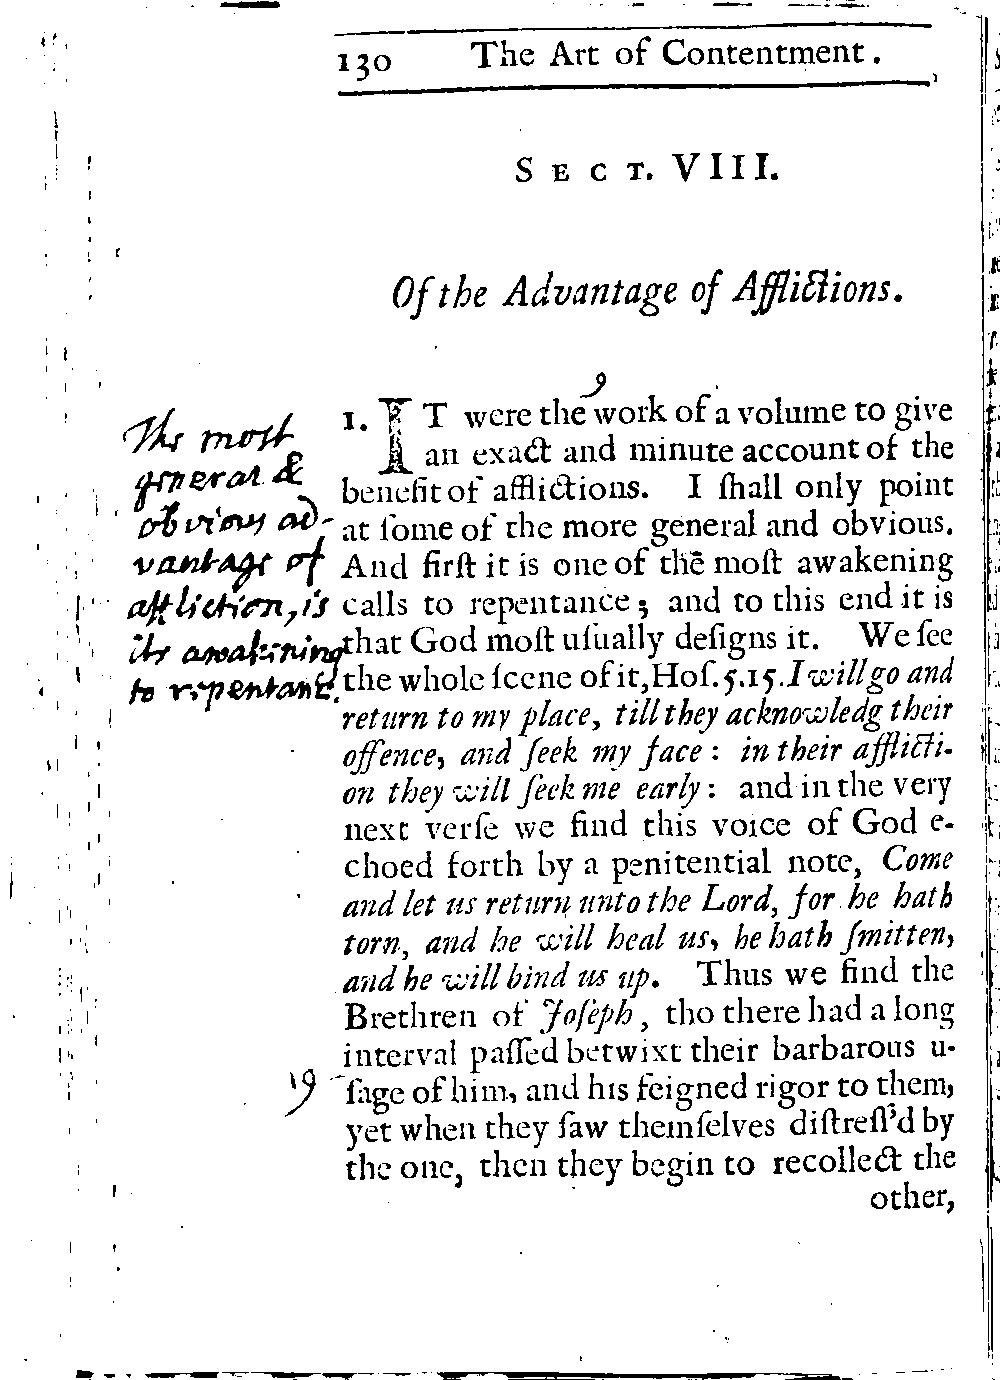 130 The Art of Contentment.
SECT. VIII.
Of the Advantage of Afflictions.
9
1. IT were the work of a volume to give
an exact and minute account of the
benefit of afflictions. I ſhall only point
at ſome of the more general and obvious.
And firſt it is one of thē moſt awakening
calls to repentance; and to this end it is
that God moſt uſually deſigns it. We ſee
the whole ſcene of it, Hoſ. 5.15. I will go and
return to my place, till they acknowledg their
offence, and ſeek my face: in their afflicti-
on they will ſeek me early: and in the very
next verſe we find this voice of God e-
choed forth by a penitential note, Come
and let us return unto the Lord, for he hath
torn, and he will heal us, he hath ſmitten,
and he will bind us up. Thus we find the
Brethren of Joſeph, tho there had a long
interval paſſed betwixt their barbarous u-
ſage of him, and his feigned rigor to them,
yet when they ſaw themſelves diſtreſſ'd by
the one, then they begin to recollect the
other,
The most
general &
obvious ad-
vantage of
affliction, is
its awakening
to repentance.
19